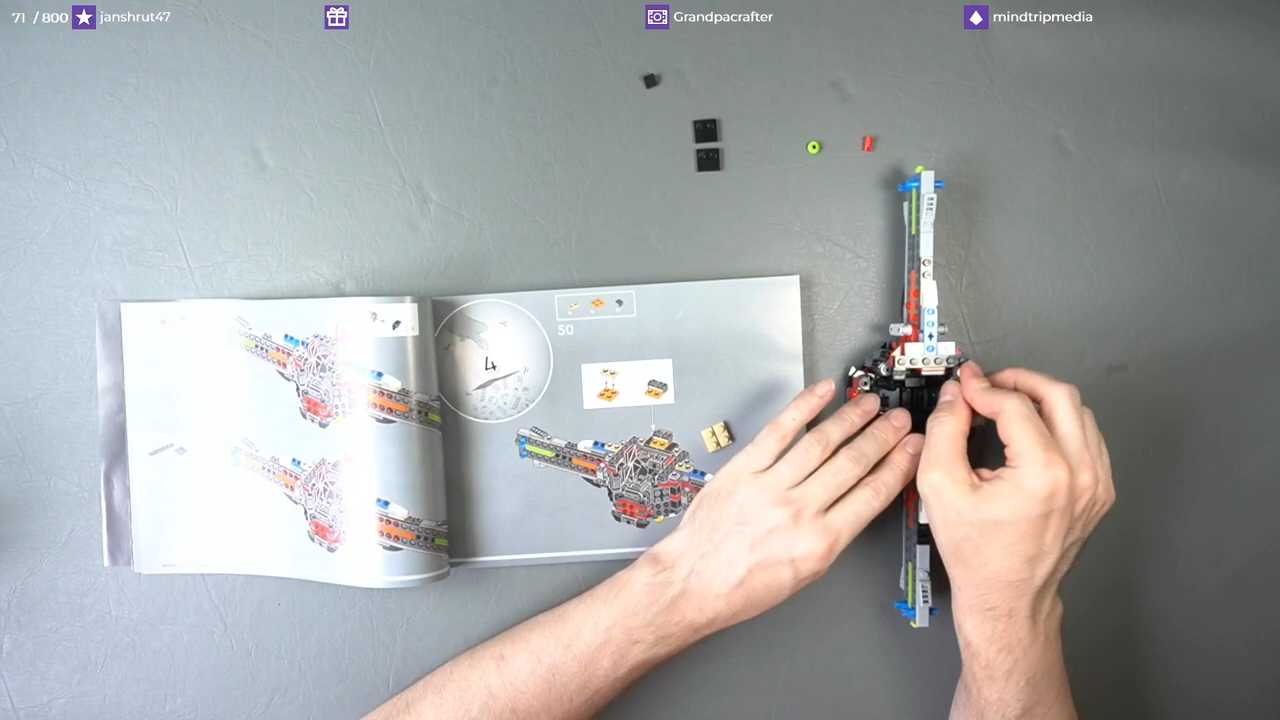 71 / 800
janshrut47
Grandpacrafter
mindtripmedia
50
4